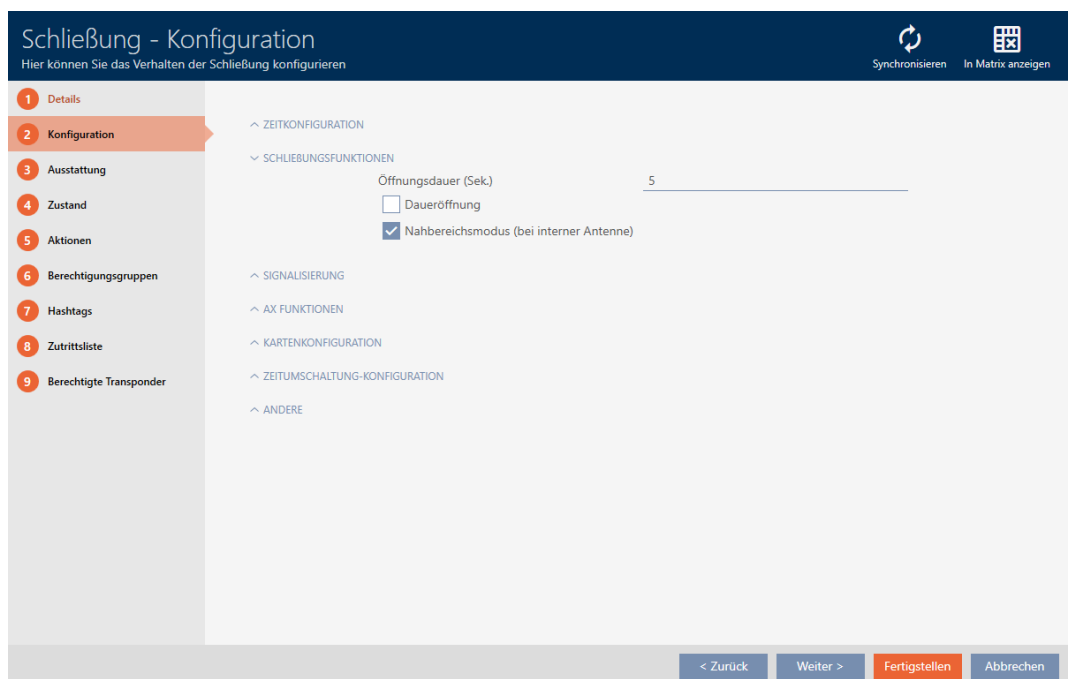 Schließung - Konfiguration
Hier können Sie das Verhalten der Schließung konfigurieren
Synchronisieren
In Matrix anzeigen
1 Details
2 Konfiguration
3 Ausstattung
4 Zustand
5 Aktionen
6 Berechtigungsgruppen
7 Hashtags
8 Zutrittsliste
9 Berechtigte Transponder
ZEITKONFIGURATION
SCHLIEßUNGSFUNKTIONEN
Öffnungsdauer (Sek.) 5
Daueröffnung
Nahbereichsmodus (bei interner Antenne)
SIGNALISIERUNG
AX FUNKTIONEN
KARTENKONFIGURATION
ZEITUMSCHALTUNG-KONFIGURATION
ANDERE
< Zurück
Weiter >
Fertigstellen
Abbrechen